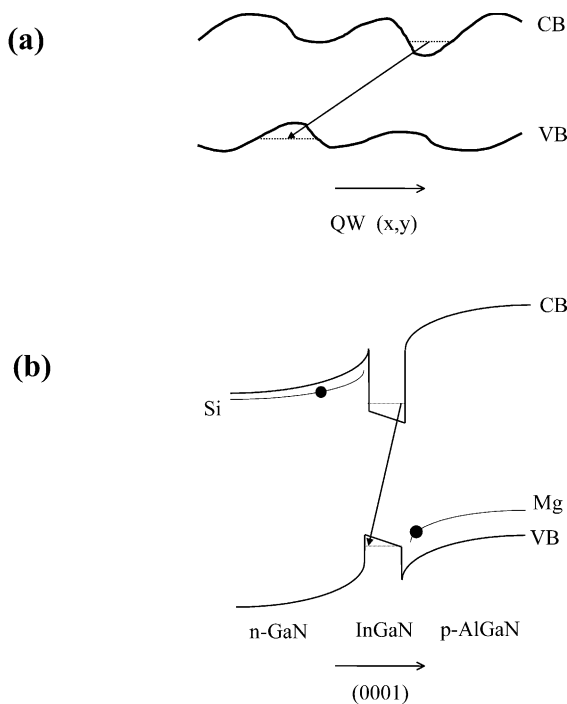 (a)
CB
VB
QW (x,y)
(b)
CB
Si
Mg
VB
n-GaN InGaN p-AlGaN
(0001)